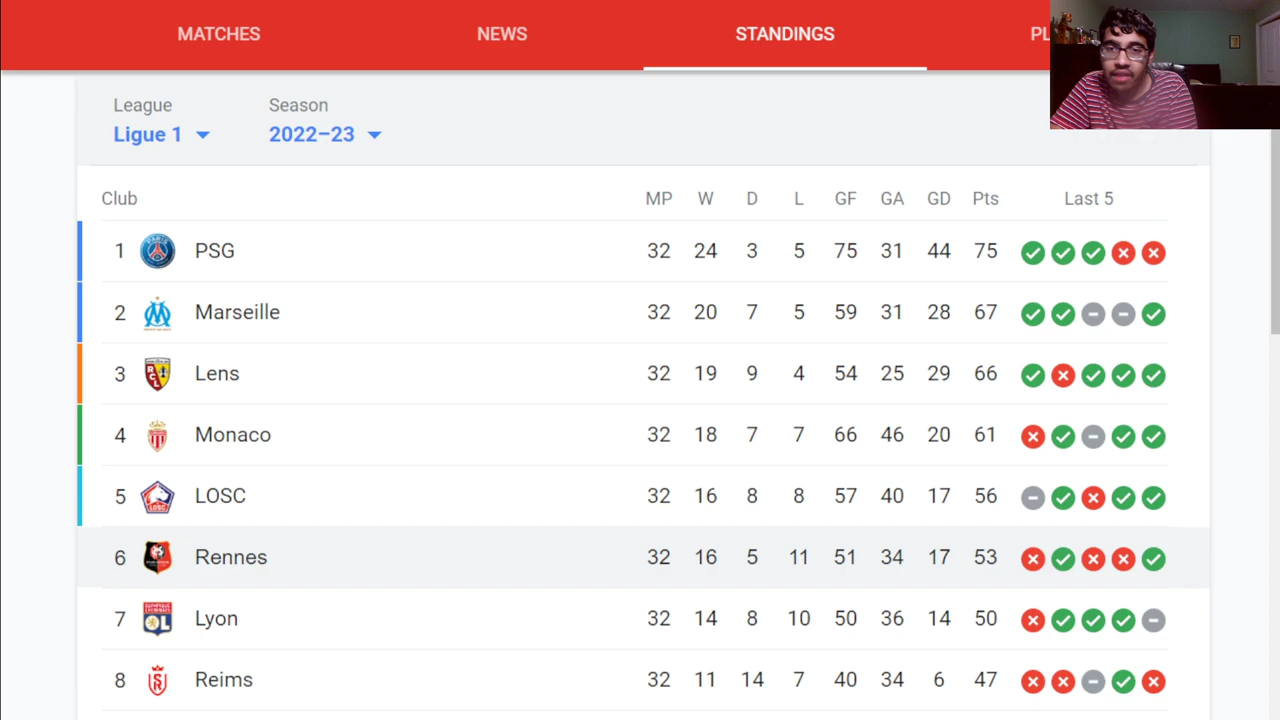 MATCHES NEWS STANDINGS PL
League Season
Ligue 1 2022–23
Club MP W D L GF GA GD Pts Last 5
1 PSG 32 24 3 5 75 31 44 75
2 Marseille 32 20 7 5 59 31 28 67
3 Lens 32 19 9 4 54 25 29 66
4 Monaco 32 18 7 7 66 46 20 61
5 LOSC 32 16 8 8 57 40 17 56
6 Rennes 32 16 5 11 51 34 17 53
7 Lyon 32 14 8 10 50 36 14 50
8 Reims 32 11 14 7 40 34 6 47